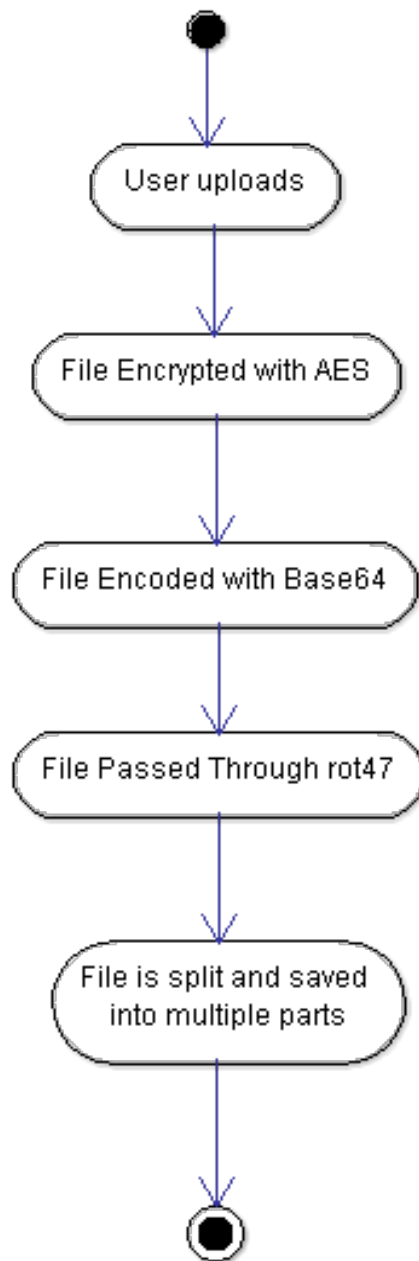 User uploads
File Encrypted with AES
File Encoded with Base64
File Passed Through rot47
File is split and saved
into multiple parts